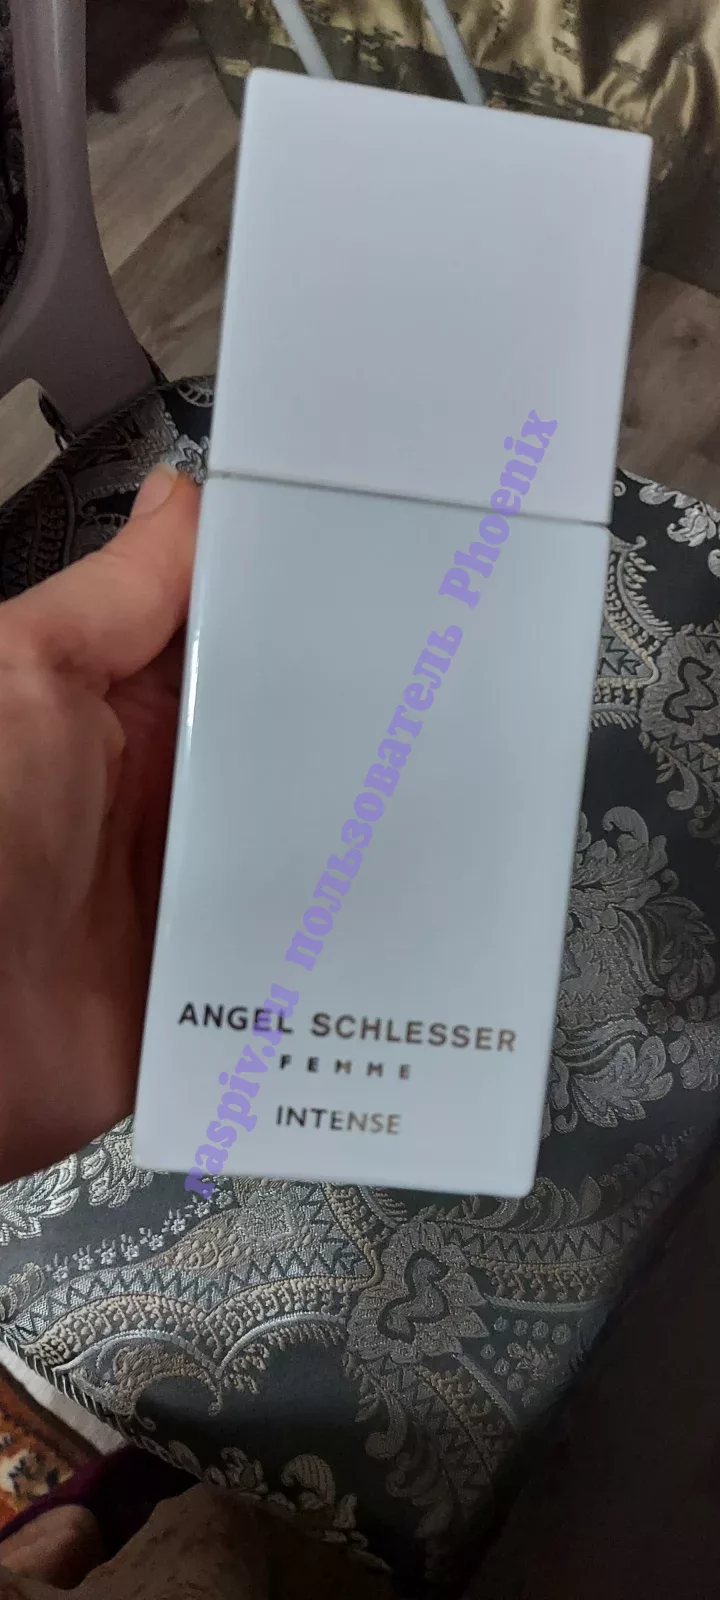 raspiv.ru пользователь Phoenix
ANGEL SCHLESSER
FEMME
INTENSE